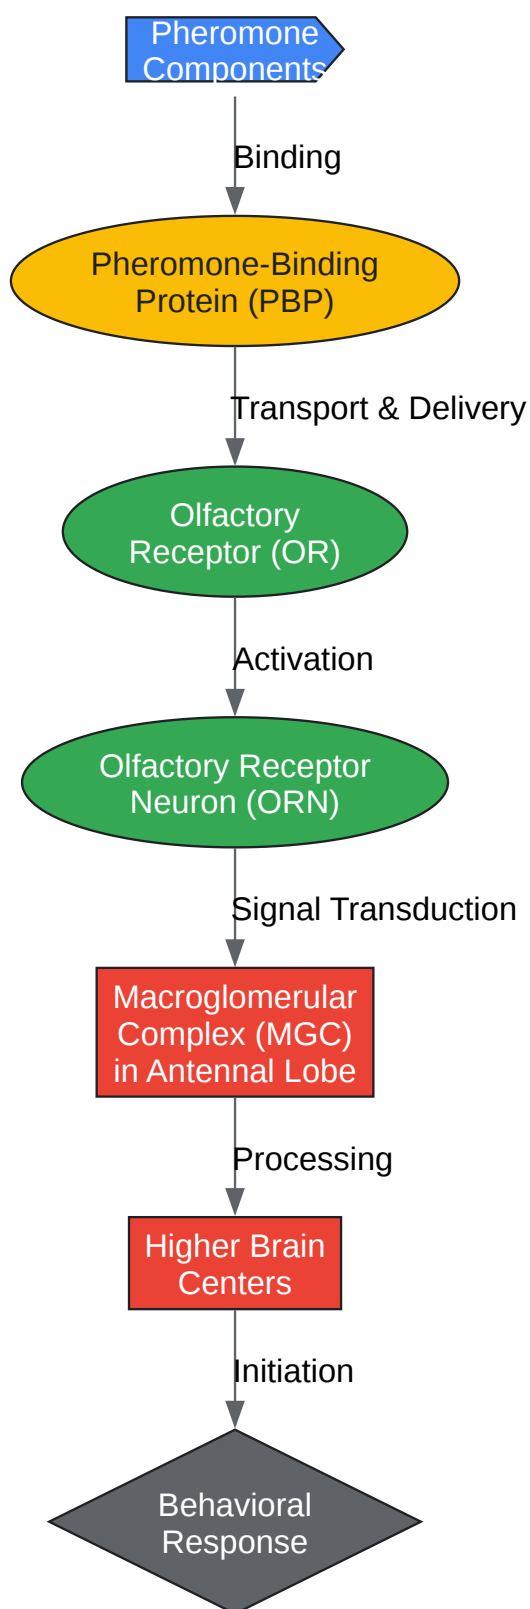 Pheromone
Components
Binding
Pheromone-Binding
Protein (PBP)
Transport & Delivery
Olfactory
Receptor (OR)
Activation
Olfactory Receptor
Neuron (ORN)
Signal Transduction
Macroglomerular
Complex (MGC)
in Antennal Lobe
Processing
Higher Brain
Centers
Initiation
Behavioral
Response